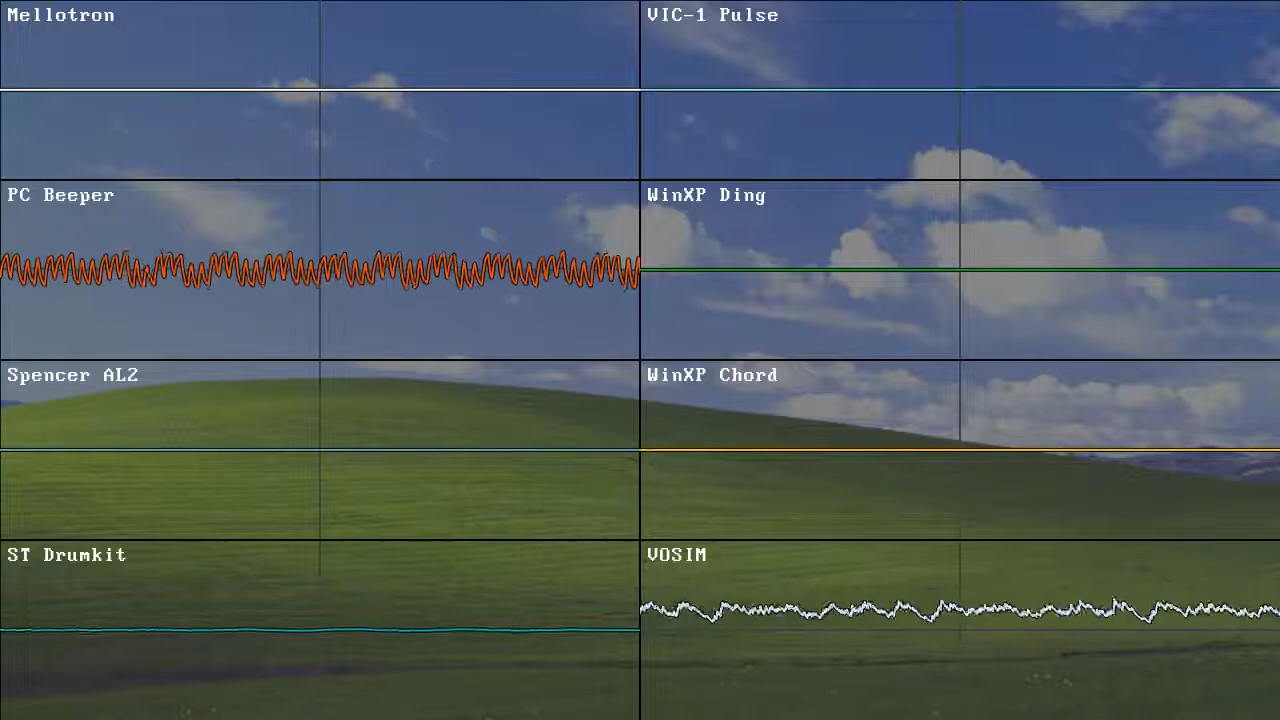 Mellotron
VIC-1 Pulse
PC Beeper
WinXP Ding
Spencer AL2
WinXP Chord
ST Drumkit
VOSIM